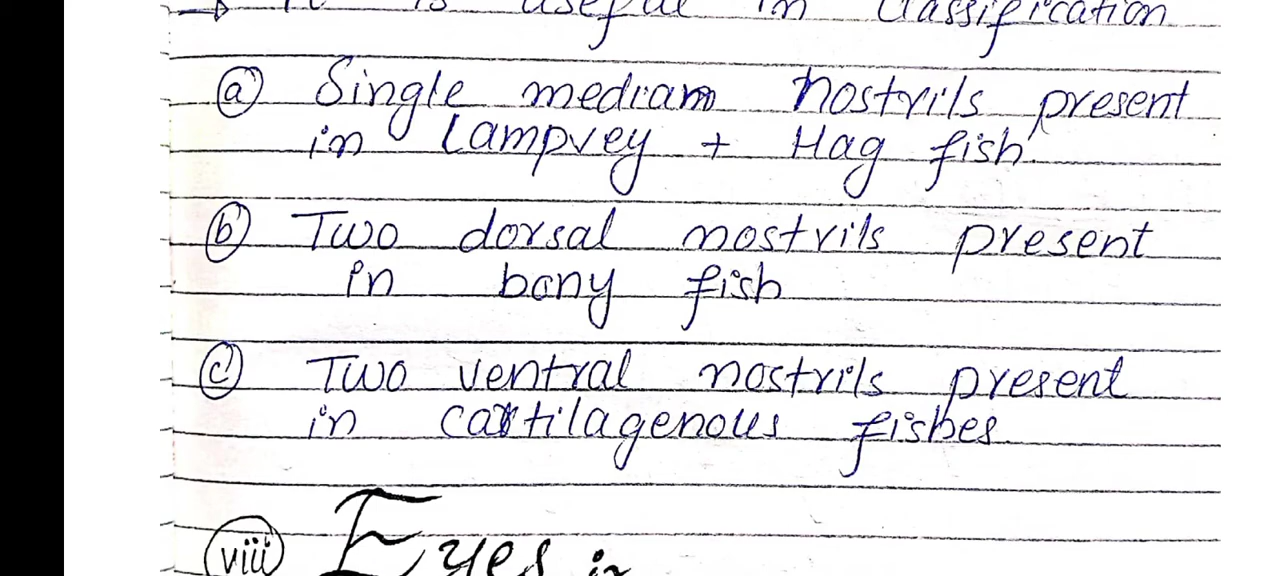 → It is useful in classification
ⓐ Single median nostrils present
in Lamprey + Hag fish.
ⓑ Two dorsal nostrils present
in bony fish
ⓒ Two ventral nostrils present
in cartilagenous fishes
(viii) Eyes :-